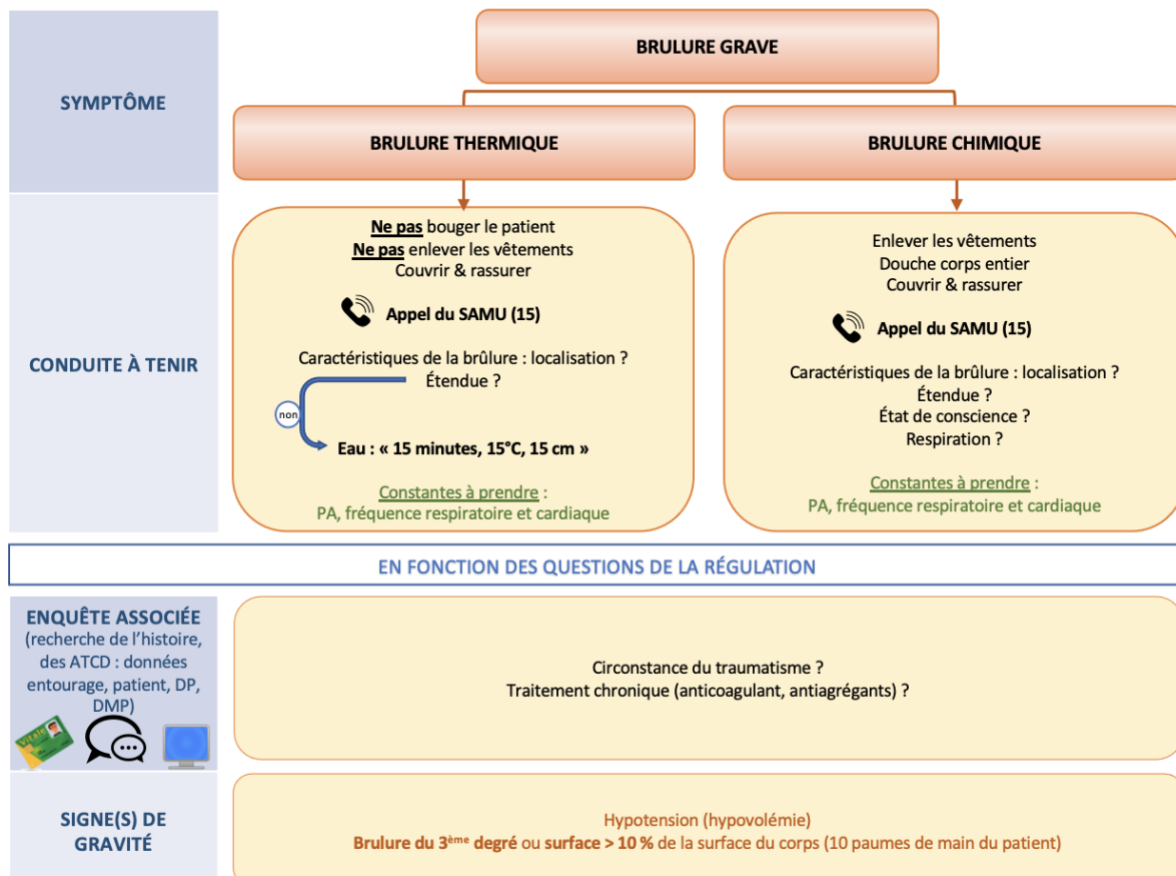 SYMPTÔME
BRULURE GRAVE
BRULURE THERMIQUE
BRULURE CHIMIQUE
CONDUITE À TENIR
Ne pas bouger le patient
Ne pas enlever les vêtements
Couvrir & rassurer
Appel du SAMU (15)
Caractéristiques de la brûlure : localisation ?
Étendue ?
non
Eau : « 15 minutes, 15°C, 15 cm »
Constantes à prendre :
PA, fréquence respiratoire et cardiaque
Enlever les vêtements
Douche corps entier
Couvrir & rassurer
Appel du SAMU (15)
Caractéristiques de la brûlure : localisation ?
Étendue ?
État de conscience ?
Respiration ?
Constantes à prendre :
PA, fréquence respiratoire et cardiaque
EN FONCTION DES QUESTIONS DE LA RÉGULATION
ENQUÊTE ASSOCIÉE
(recherche de l'histoire,
des ATCD : données
entourage, patient, DP,
DMP)
Vitale
Circonstance du traumatisme ?
Traitement chronique (anticoagulant, antiagrégants) ?
SIGNE(S) DE
GRAVITÉ
Hypotension (hypovolémie)
Brulure du 3ème degré ou surface > 10 % de la surface du corps (10 paumes de main du patient)